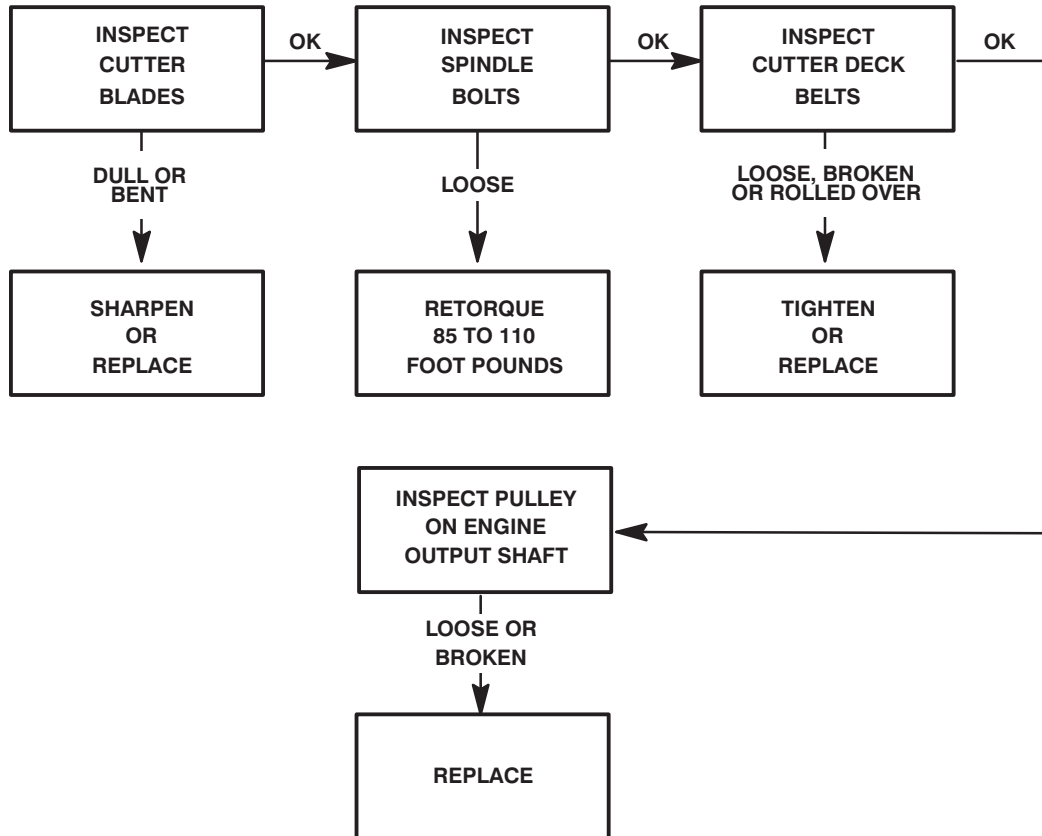 INSPECT
CUTTER
BLADES
OK
INSPECT
SPINDLE
BOLTS
OK
INSPECT
CUTTER DECK
BELTS
OK
DULL OR
BENT
LOOSE
LOOSE, BROKEN
OR ROLLED OVER
SHARPEN
OR
REPLACE
RETORQUE
85 TO 110
FOOT POUNDS
TIGHTEN
OR
REPLACE
INSPECT PULLEY
ON ENGINE
OUTPUT SHAFT
LOOSE OR
BROKEN
REPLACE